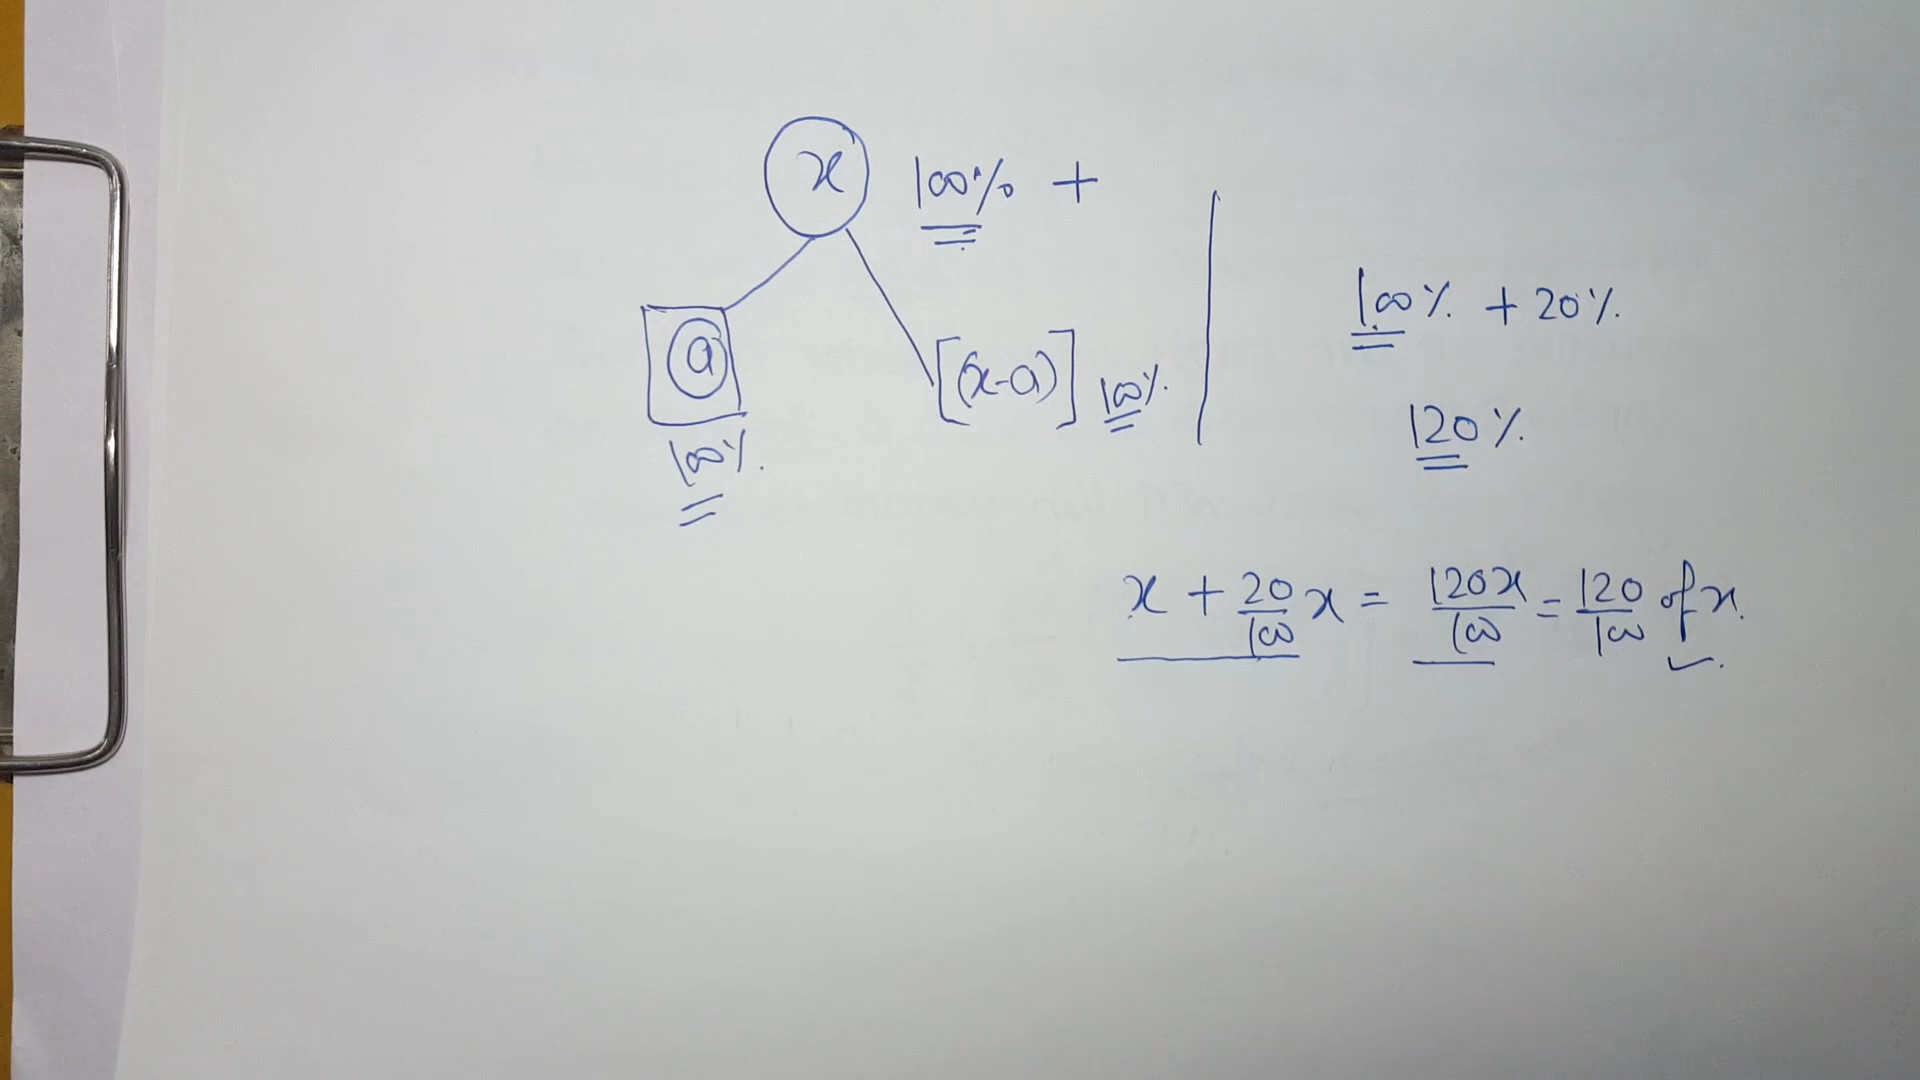 x 100% +
a [(x-a)] 100%
100%
100% + 20%
120%
x + 20/100 x = 120x/100 = 120/100 of x.